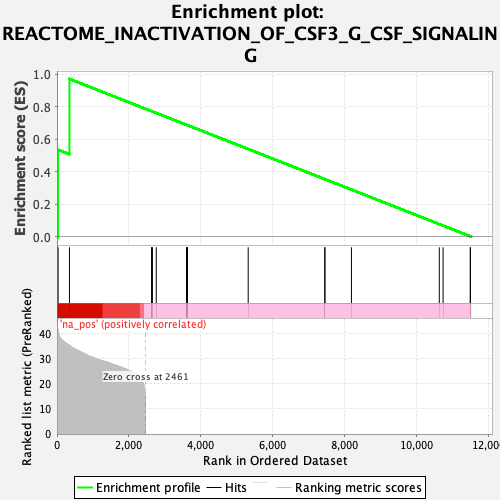 Enrichment plot:
REACTOME_INACTIVATION_OF_CSF3_G_CSF_SIGNALIN
G
Enrichment score (ES)
1.0
0.8
0.6
0.4
0.2
0.0
'na_pos' (positively correlated)
Ranked list metric (PreRanked)
40
30
20
10
0
Zero cross at 2461
0 2,000 4,000 6,000 8,000 10,000 12,00
Rank in Ordered Dataset
Enrichment profile Hits Ranking metric scores